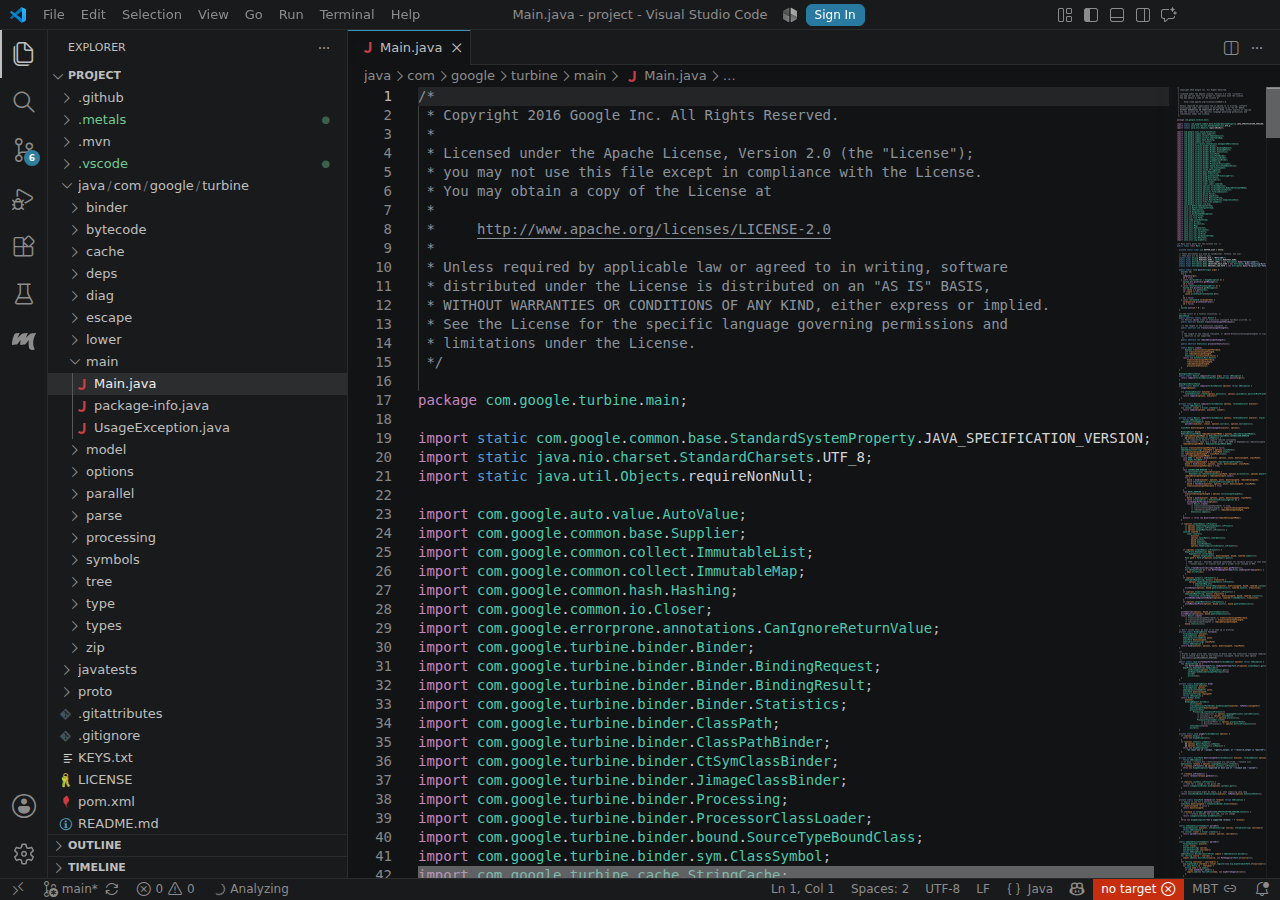 File Edit Selection View Go Run Terminal Help Main.java - project - Visual Studio Code Sign In
EXPLORER
PROJECT
.github
.metals
.mvn
.vscode
java/com/google/turbine
binder
bytecode
cache
deps
diag
escape
lower
main
Main.java
package-info.java
UsageException.java
model
options
parallel
parse
processing
symbols
tree
type
types
zip
javatests
proto
.gitattributes
.gitignore
KEYS.txt
LICENSE
pom.xml
README.md
OUTLINE
TIMELINE
6
Main.java
java > com > google > turbine > main > Main.java > ...
1 /*
2 * Copyright 2016 Google Inc. All Rights Reserved.
3 *
4 * Licensed under the Apache License, Version 2.0 (the "License");
5 * you may not use this file except in compliance with the License.
6 * You may obtain a copy of the License at
7 *
8 * http://www.apache.org/licenses/LICENSE-2.0
9 *
10 * Unless required by applicable law or agreed to in writing, software
11 * distributed under the License is distributed on an "AS IS" BASIS,
12 * WITHOUT WARRANTIES OR CONDITIONS OF ANY KIND, either express or implied.
13 * See the License for the specific language governing permissions and
14 * limitations under the License.
15 */
16
17 package com.google.turbine.main;
18
19 import static com.google.common.base.StandardSystemProperty.JAVA_SPECIFICATION_VERSION;
20 import static java.nio.charset.StandardCharsets.UTF_8;
21 import static java.util.Objects.requireNonNull;
22
23 import com.google.auto.value.AutoValue;
24 import com.google.common.base.Supplier;
25 import com.google.common.collect.ImmutableList;
26 import com.google.common.collect.ImmutableMap;
27 import com.google.common.hash.Hashing;
28 import com.google.common.io.Closer;
29 import com.google.errorprone.annotations.CanIgnoreReturnValue;
30 import com.google.turbine.binder.Binder;
31 import com.google.turbine.binder.Binder.BindingRequest;
32 import com.google.turbine.binder.Binder.BindingResult;
33 import com.google.turbine.binder.Binder.Statistics;
34 import com.google.turbine.binder.ClassPath;
35 import com.google.turbine.binder.ClassPathBinder;
36 import com.google.turbine.binder.CtSymClassBinder;
37 import com.google.turbine.binder.JimageClassBinder;
38 import com.google.turbine.binder.Processing;
39 import com.google.turbine.binder.ProcessorClassLoader;
40 import com.google.turbine.binder.bound.SourceTypeBoundClass;
41 import com.google.turbine.binder.sym.ClassSymbol;
42 import com.google.turbine.cache.StringCache;
main* 0 0 Analyzing Ln 1, Col 1 Spaces: 2 UTF-8 LF { } Java no target MBT